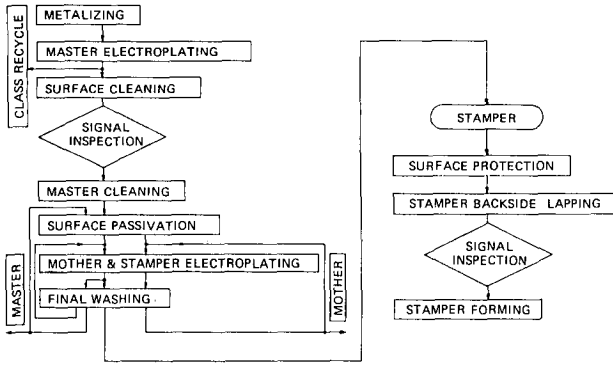 METALIZING
MASTER ELECTROPLATING
CLASS RECYCLE
SURFACE CLEANING
SIGNAL
INSPECTION
MASTER CLEANING
SURFACE PASSIVATION
MOTHER & STAMPER ELECTROPLATING
FINAL WASHING
MASTER
MOTHER
STAMPER
SURFACE PROTECTION
STAMPER BACKSIDE LAPPING
SIGNAL
INSPECTION
STAMPER FORMING